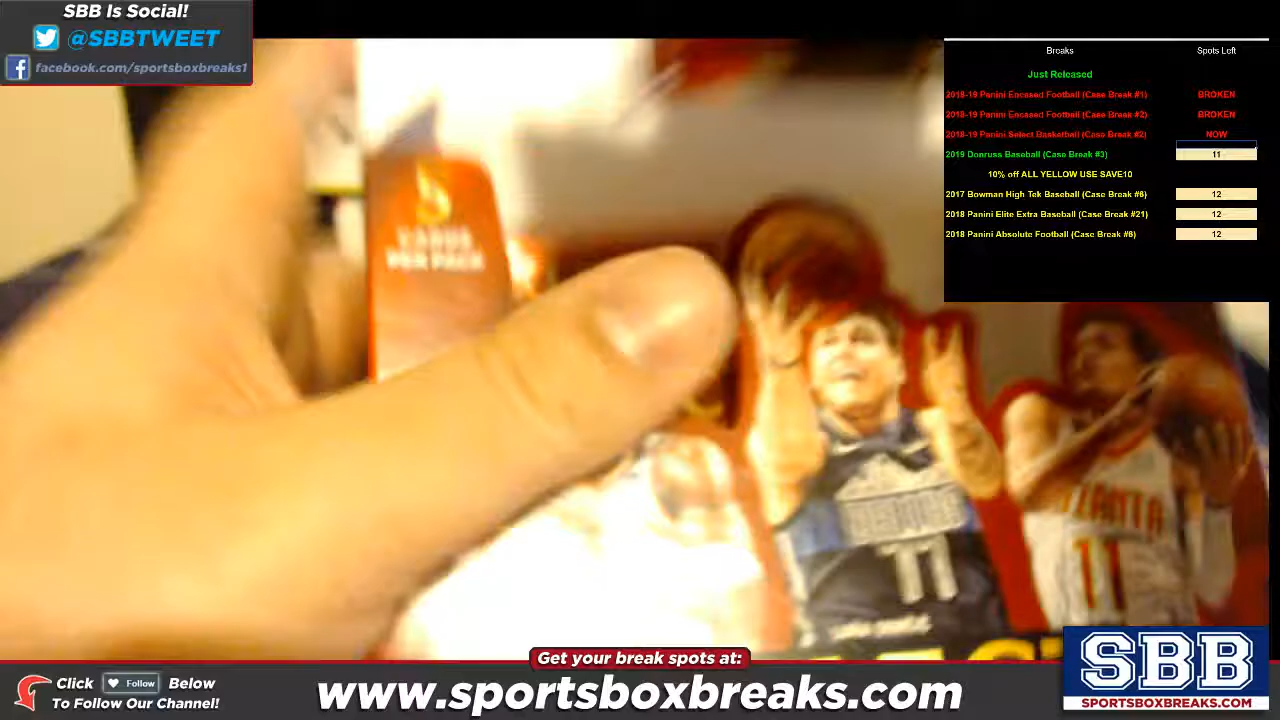 SBB Is Social!
@SBBTWEET
facebook.com/sportsboxbreaks1
Breaks Spots Left
Just Released
2018-19 Panini Encased Football (Case Break #1) BROKEN
2018-19 Panini Encased Football (Case Break #2) BROKEN
2018-19 Panini Select Basketball (Case Break #2) NOW
2019 Donruss Baseball (Case Break #3) 11
10% off ALL YELLOW USE SAVE10
2017 Bowman High Tek Baseball (Case Break #6) 12
2018 Panini Elite Extra Baseball (Case Break #21) 12
2018 Panini Absolute Football (Case Break #6) 12
PER PACK
77
ATLANTA
11
Get your break spots at:
Click Follow Below
To Follow Our Channel!
www.sportsboxbreaks.com
SBB
SPORTSBOXBREAKS.COM